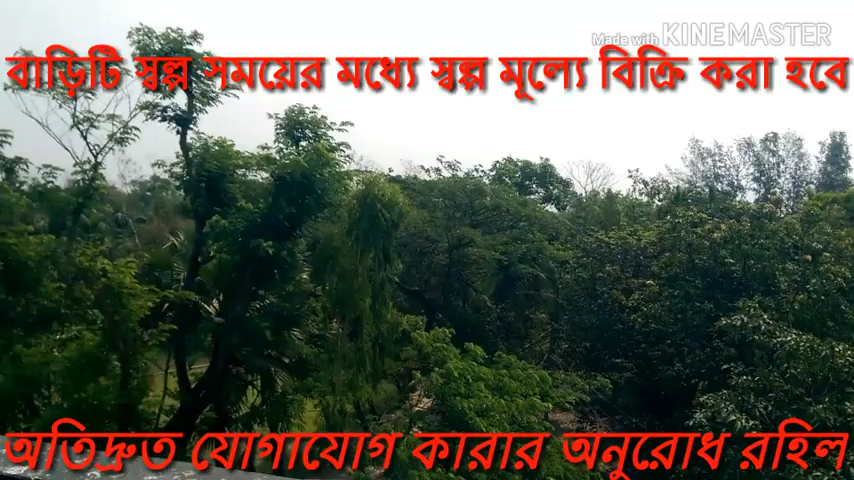 Made with KINEMASTER
বাড়িটি স্বল্প সময়ের মধ্যে স্বল্প মূল্যে বিক্রি করা হবে
অতিদ্রুত যোগাযোগ কারার অনুরোধ রহিল